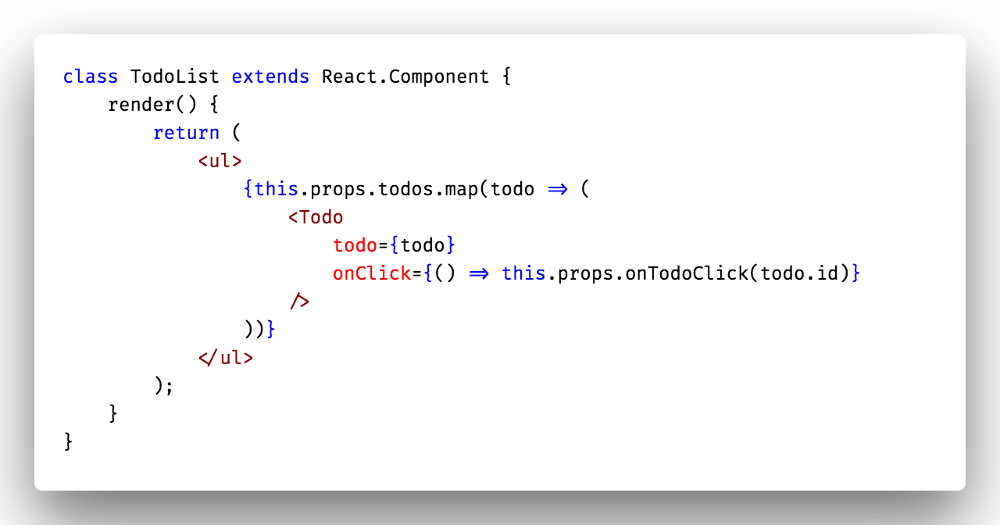 class TodoList extends React.Component {
    render() {
        return (
            <ul>
                {this.props.todos.map(todo => (
                    <Todo
                        todo={todo}
                        onClick={() => this.props.onTodoClick(todo.id)}
                    />
                ))}
            </ul>
        );
    }
}